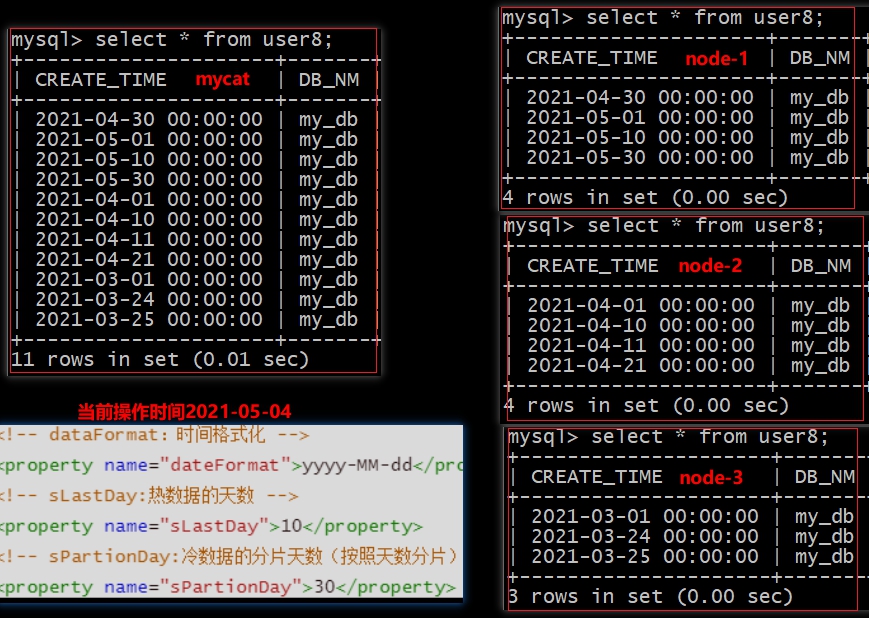 mysql> select * from user8;
+----------------------+--------+
| CREATE_TIME mycat | DB_NM
+----------------------+--------+
| 2021-04-30 00:00:00 | my_db
| 2021-05-01 00:00:00 | my_db
| 2021-05-10 00:00:00 | my_db
| 2021-05-30 00:00:00 | my_db
| 2021-04-01 00:00:00 | my_db
| 2021-04-10 00:00:00 | my_db
| 2021-04-11 00:00:00 | my_db
| 2021-04-21 00:00:00 | my_db
| 2021-03-01 00:00:00 | my_db
| 2021-03-24 00:00:00 | my_db
| 2021-03-25 00:00:00 | my_db
+----------------------+--------+
11 rows in set (0.01 sec)
当前操作时间2021-05-04
<!-- dataFormat: 时间格式化 -->
<property name="dateFormat">yyyy-MM-dd</pro
<!-- sLastDay:热数据的天数 -->
<property name="sLastDay">10</property>
<!-- sPartionDay:冷数据的分片天数（按照天数分片）
<property name="sPartionDay">30</property>
mysql> select * from user8;
+----------------------+--------+
| CREATE_TIME node-1 | DB_NM
+----------------------+--------+
| 2021-04-30 00:00:00 | my_db
| 2021-05-01 00:00:00 | my_db
| 2021-05-10 00:00:00 | my_db
| 2021-05-30 00:00:00 | my_db
+----------------------+--------+
4 rows in set (0.00 sec)
mysql> select * from user8;
+----------------------+--------+
| CREATE_TIME node-2 | DB_NM
+----------------------+--------+
| 2021-04-01 00:00:00 | my_db
| 2021-04-10 00:00:00 | my_db
| 2021-04-11 00:00:00 | my_db
| 2021-04-21 00:00:00 | my_db
+----------------------+--------+
4 rows in set (0.00 sec)
mysql> select * from user8;
+----------------------+--------+
| CREATE_TIME node-3 | DB_NM
+----------------------+--------+
| 2021-03-01 00:00:00 | my_db
| 2021-03-24 00:00:00 | my_db
| 2021-03-25 00:00:00 | my_db
+----------------------+--------+
3 rows in set (0.00 sec)